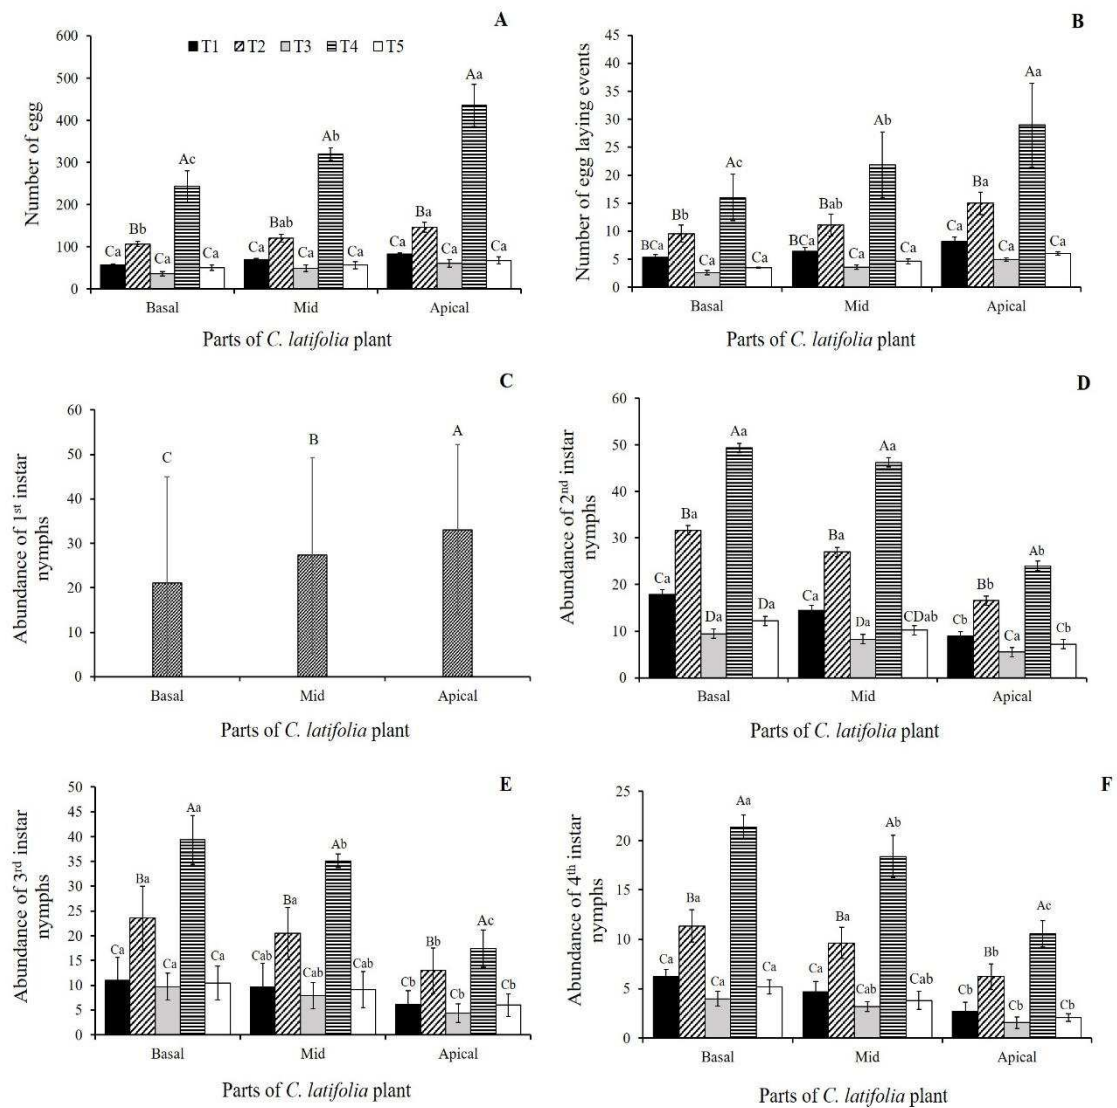 A
Number of egg
600
500
400
300
200
100
0
T1 T2 T3 T4 T5
Ca Bb Ca Ac Ca
Ca Bab Ca Ab Ca
Ca Ba Ca Aa Ca
Basal Mid Apical
Parts of C. latifolia plant
B
Number of egg laying events
45
40
35
30
25
20
15
10
5
0
BCa Bb Ca Ac Ca
BCa Bab Ca Ab Ca
Ca Ba Ca Aa Ca
Basal Mid Apical
Parts of C. latifolia plant
C
Abundance of 1st instar
nymphs
60
50
40
30
20
10
0
C B A
Basal Mid Apical
Parts of C. latifolia plant
D
Abundance of 2nd instar
nymphs
60
50
40
30
20
10
0
Ca Ba Da Aa Da
Ca Ba Da Aa CDab
Cb Bb Ca Ab Cb
Basal Mid Apical
Parts of C. latifolia plant
E
Abundance of 3rd instar
nymphs
50
45
40
35
30
25
20
15
10
5
0
Ca Ba Ca Aa Ca
Cab Ba Cab Ab Cab
Cb Bb Cb Ac Cb
Basal Mid Apical
Parts of C. latifolia plant
F
Abundance of 4th instar
nymphs
25
20
15
10
5
0
Ca Ba Ca Aa Ca
Ca Ba Cab Ab Cab
Cb Bb Cb Ac Cb
Basal Mid Apical
Parts of C. latifolia plant